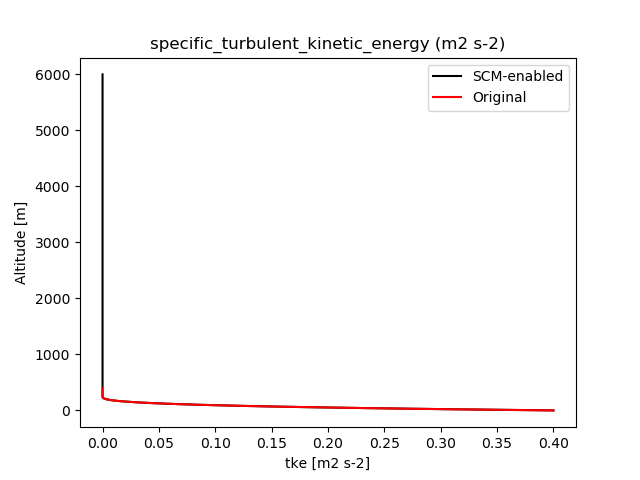 specific_turbulent_kinetic_energy (m2 s-2)
SCM-enabled
Original
Altitude [m]
6000
5000
4000
3000
2000
1000
0
0.00 0.05 0.10 0.15 0.20 0.25 0.30 0.35 0.40
tke [m2 s-2]